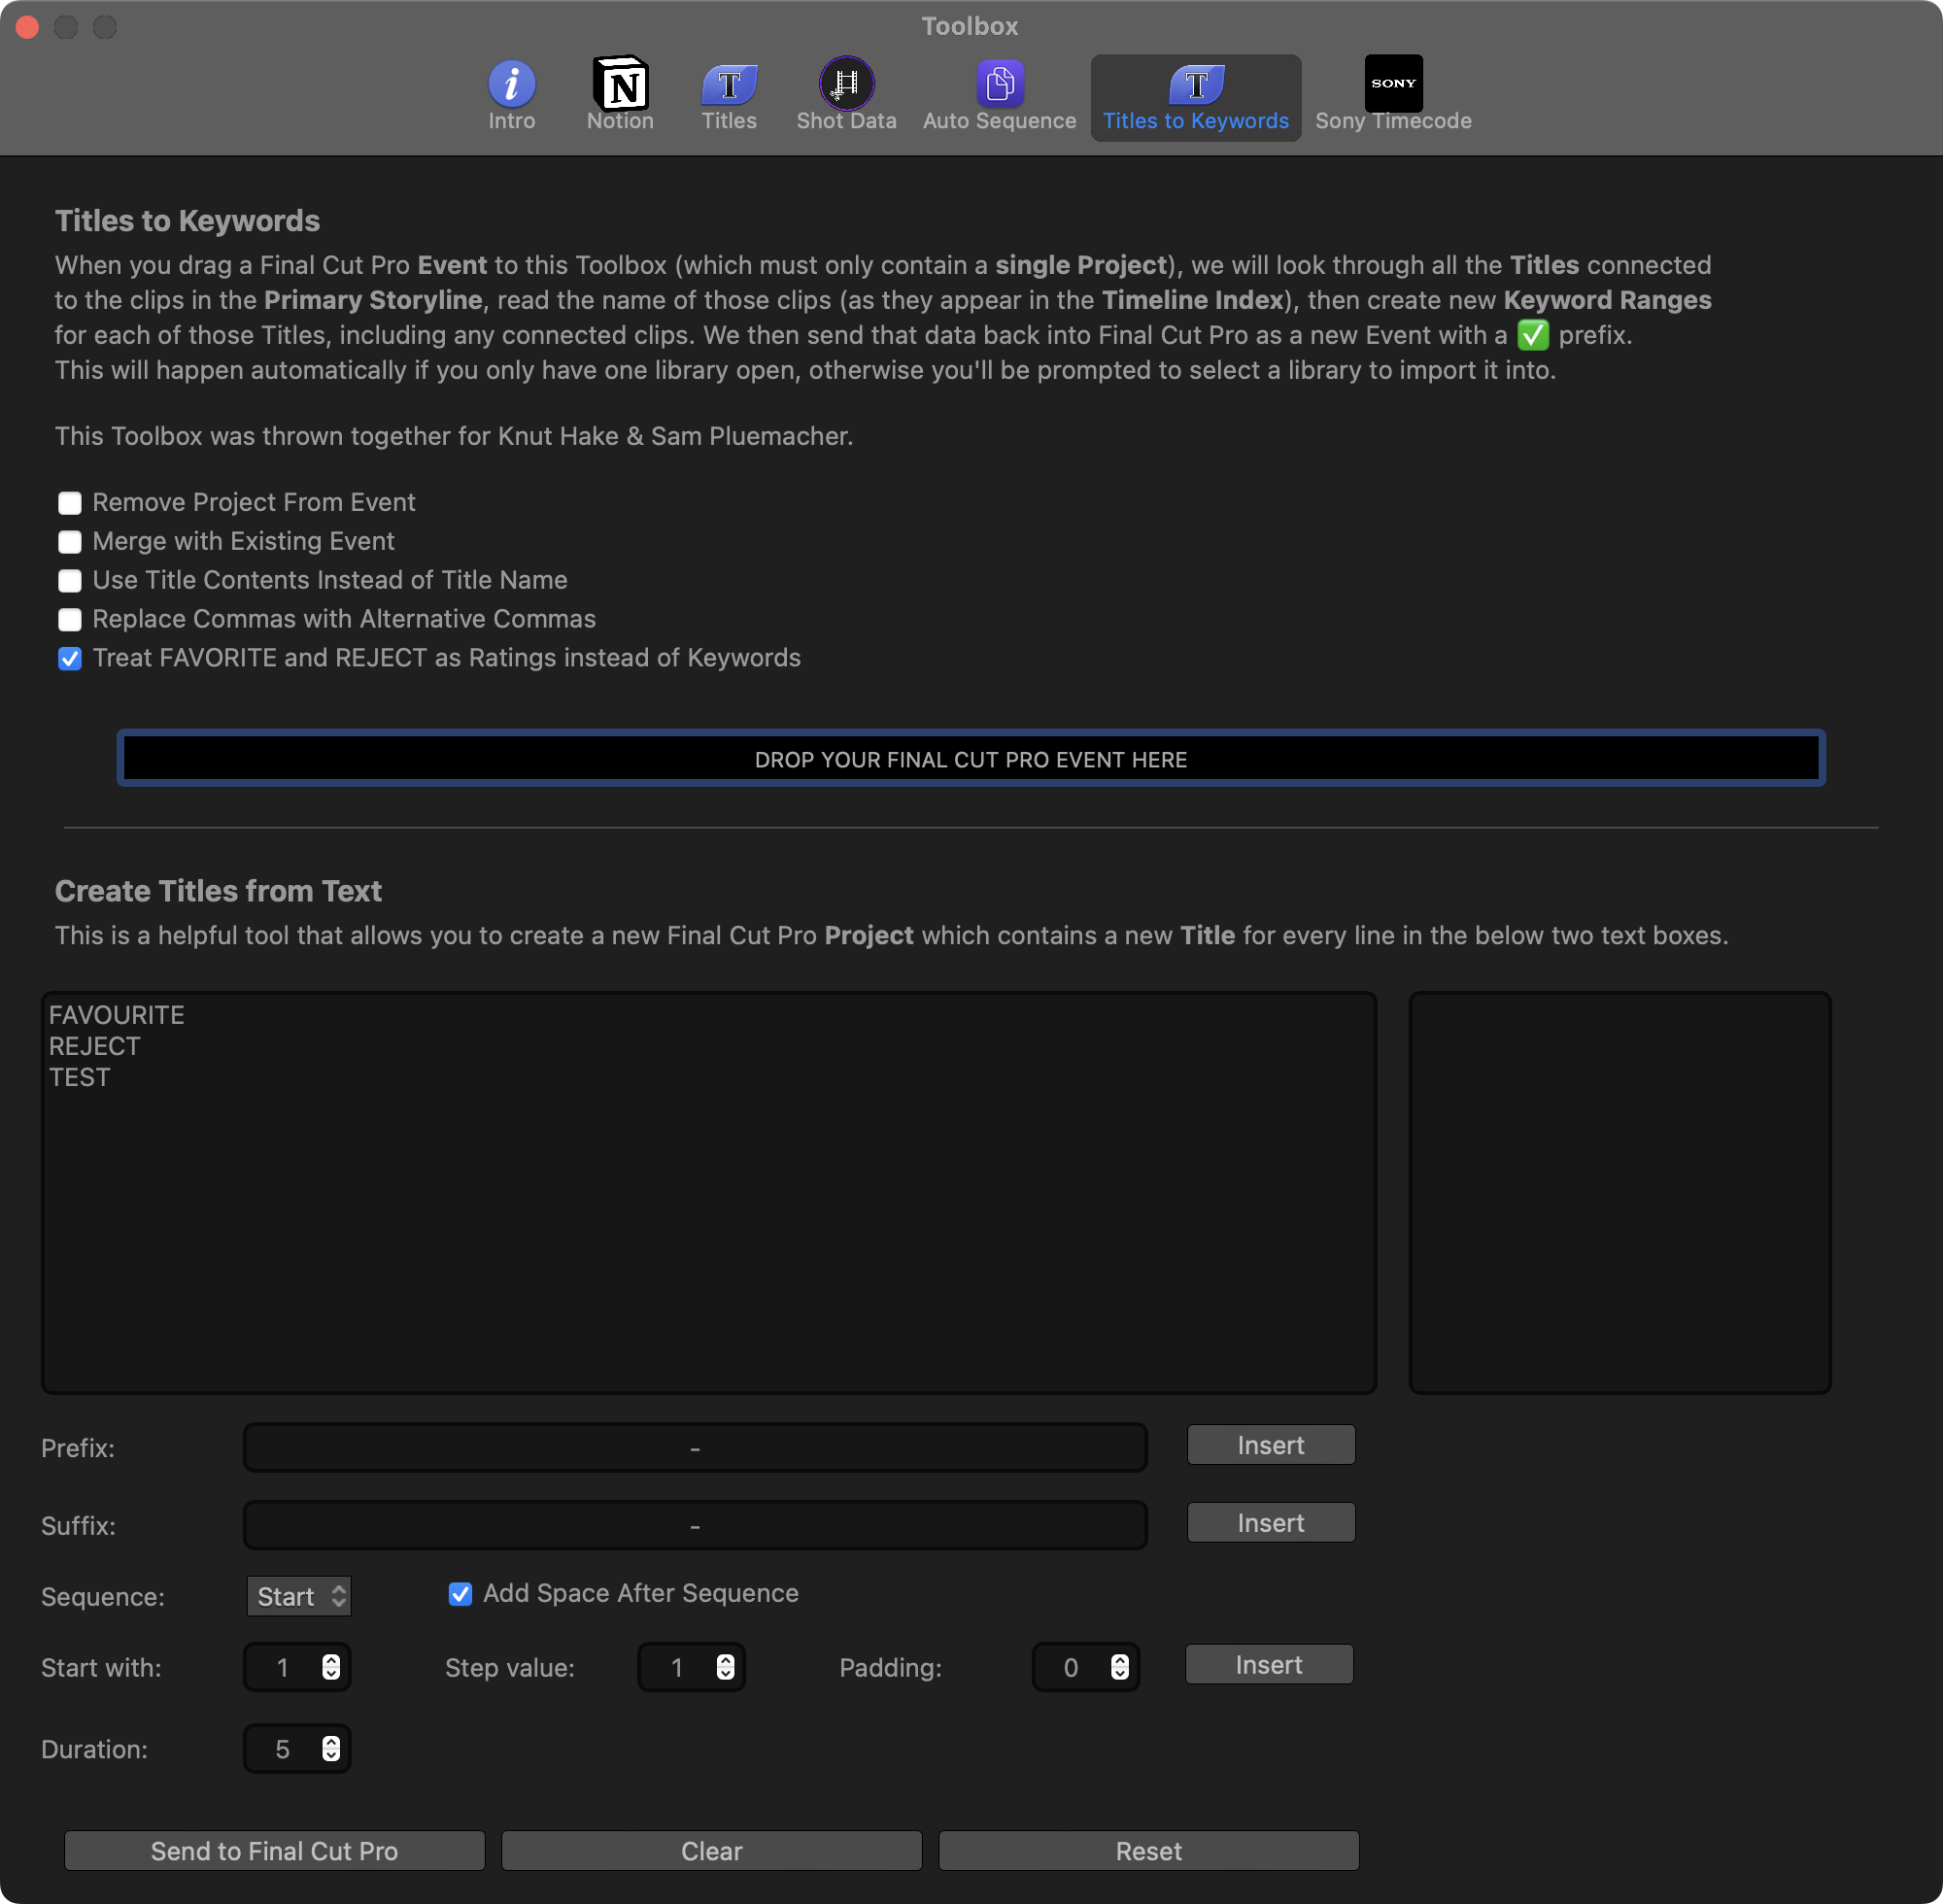 Toolbox
Intro
Notion
Titles
Shot Data
Auto Sequence
Titles to Keywords
SONY
Sony Timecode
Titles to Keywords
When you drag a Final Cut Pro Event to this Toolbox (which must only contain a single Project), we will look through all the Titles connected
to the clips in the Primary Storyline, read the name of those clips (as they appear in the Timeline Index), then create new Keyword Ranges
for each of those Titles, including any connected clips. We then send that data back into Final Cut Pro as a new Event with a ✅ prefix.
This will happen automatically if you only have one library open, otherwise you'll be prompted to select a library to import it into.
This Toolbox was thrown together for Knut Hake & Sam Pluemacher.
Remove Project From Event
Merge with Existing Event
Use Title Contents Instead of Title Name
Replace Commas with Alternative Commas
Treat FAVORITE and REJECT as Ratings instead of Keywords
DROP YOUR FINAL CUT PRO EVENT HERE
Create Titles from Text
This is a helpful tool that allows you to create a new Final Cut Pro Project which contains a new Title for every line in the below two text boxes.
FAVOURITE
REJECT
TEST
Prefix: - Insert
Suffix: - Insert
Sequence: Start Add Space After Sequence
Start with: 1 Step value: 1 Padding: 0 Insert
Duration: 5
Send to Final Cut Pro Clear Reset